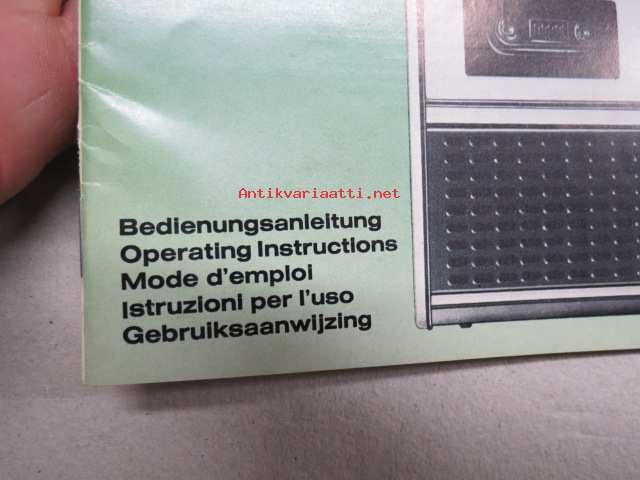 Antikvariaatti.net
Bedienungsanleitung
Operating Instructions
Mode d'emploi
Istruzioni per l'uso
Gebruiksaanwijzing